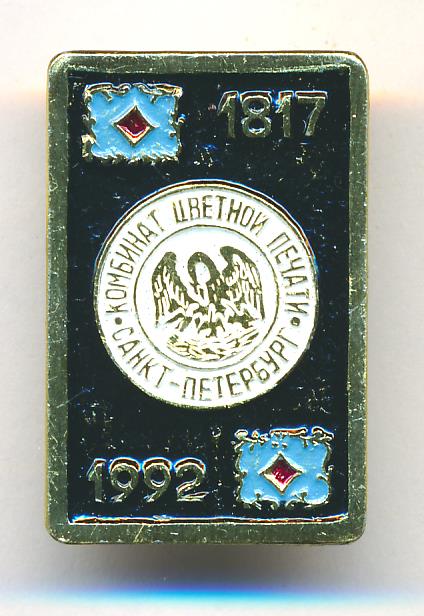 1817
КОМБИНАТ ЦВЕТНОЙ ПЕЧАТИ
• САНКТ-ПЕТЕРБУРГ •
1992